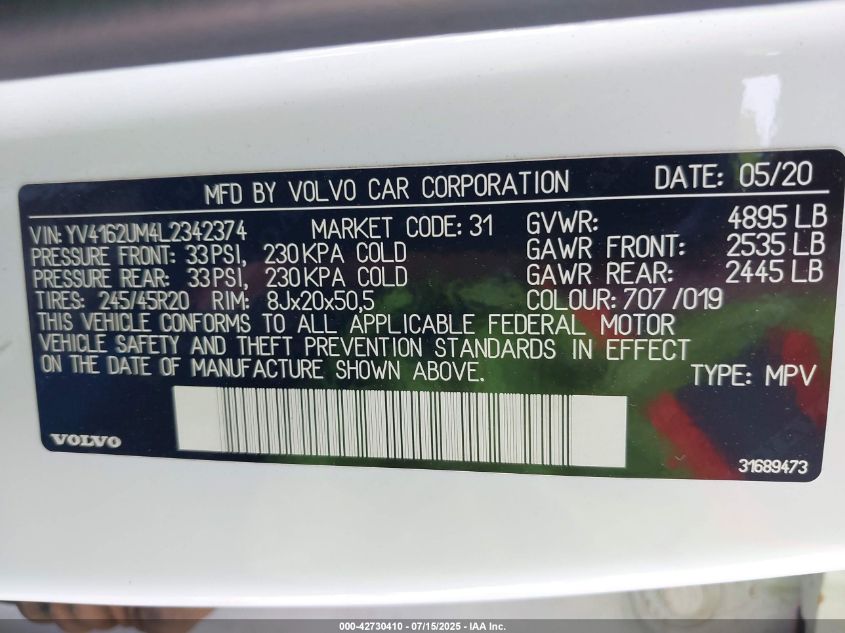 MFD BY VOLVO CAR CORPORATION DATE: 05/20
VIN: YV4162UM4L2342374 MARKET CODE: 31 GVWR: 4895 LB
PRESSURE FRONT: 33PSI, 230KPA COLD GAWR FRONT: 2535 LB
PRESSURE REAR: 33PSI, 230KPA COLD GAWR REAR: 2445 LB
TIRES: 245/45R20 RIM: 8Jx20x50,5 COLOUR: 707 /019
THIS VEHICLE CONFORMS TO ALL APPLICABLE FEDERAL MOTOR
VEHICLE SAFETY AND THEFT PREVENTION STANDARDS IN EFFECT
ON THE DATE OF MANUFACTURE SHOWN ABOVE. TYPE: MPV
VOLVO
31689473
000-42730410 - 07/15/2025 - IAA Inc.